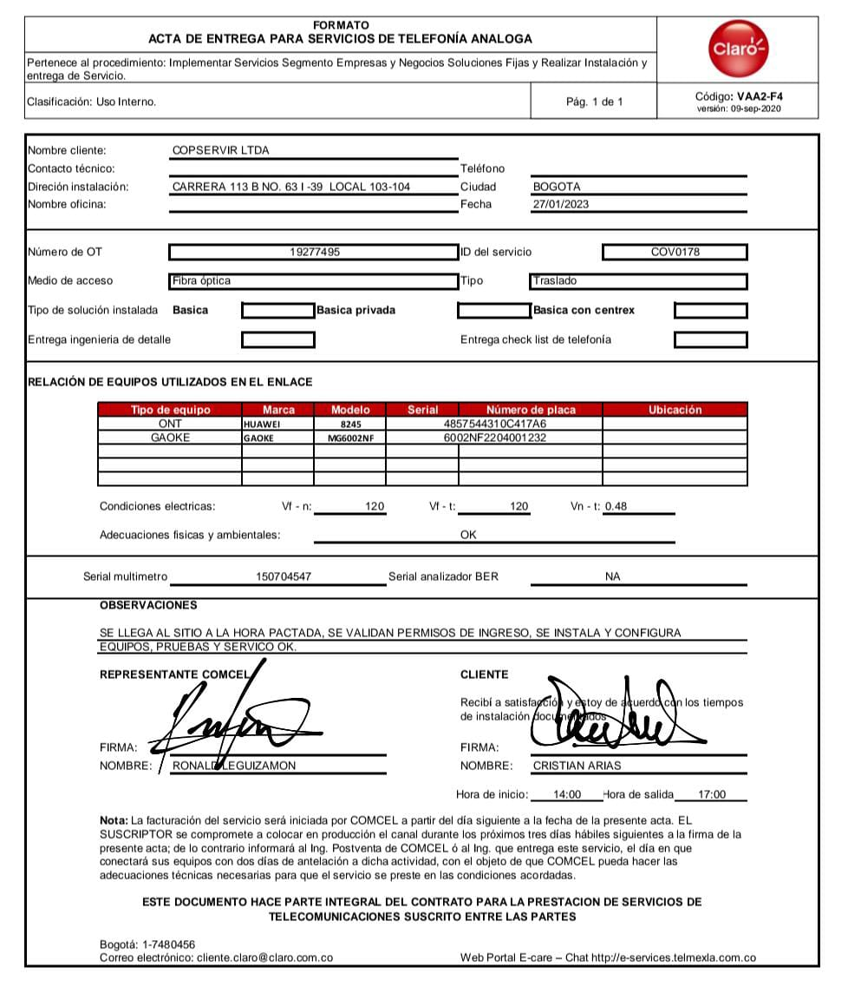 FORMATO
ACTA DE ENTREGA PARA SERVICIOS DE TELEFONÍA ANALOGA
Claro
Pertenece al procedimiento: Implementar Servicios Segmento Empresas y Negocios Soluciones Fijas y Realizar Instalación y
entrega de Servicio.
Clasificación: Uso Interno. Pág. 1 de 1
Código: VAA2-F4
versión: 09-sep-2020
Nombre cliente: COPSERVIR LTDA
Contacto técnico: Teléfono
Direción instalación: CARRERA 113 B NO. 63 I -39 LOCAL 103-104 Ciudad BOGOTA
Nombre oficina: Fecha 27/01/2023
Número de OT 19277495 ID del servicio COV0178
Medio de acceso Fibra óptica Tipo Traslado
Tipo de solución instalada Basica Basica privada Basica con centrex
Entrega ingenieria de detalle Entrega check list de telefonía
RELACIÓN DE EQUIPOS UTILIZADOS EN EL ENLACE
Tipo de equipo Marca Modelo Serial Número de placa Ubicación
ONT HUAWEI 8245 4857544310C417A6
GAOKE GAOKE MG6002NF 6002NF2204001232
Condiciones electricas: Vf - n: 120 Vf - t: 120 Vn - t: 0.48
Adecuaciones fisicas y ambientales: OK
Serial multimetro 150704547 Serial analizador BER NA
OBSERVACIONES
SE LLEGA AL SITIO A LA HORA PACTADA, SE VALIDAN PERMISOS DE INGRESO, SE INSTALA Y CONFIGURA
EQUIPOS, PRUEBAS Y SERVICO OK.
REPRESENTANTE COMCEL CLIENTE
Recibí a satisfacción y estoy de acuerdo con los tiempos
de instalación documentados
FIRMA: FIRMA:
NOMBRE: RONALD LEGUIZAMON NOMBRE: CRISTIAN ARIAS
Hora de inicio: 14:00 Hora de salida 17:00
Nota: La facturación del servicio será iniciada por COMCEL a partir del día siguiente a la fecha de la presente acta. EL
SUSCRIPTOR se compromete a colocar en producción el canal durante los próximos tres días hábiles siguientes a la firma de la
presente acta; de lo contrario informará al Ing. Postventa de COMCEL ó al Ing. que entrega este servicio, el día en que
conectará sus equipos con dos días de antelación a dicha actividad, con el objeto de que COMCEL pueda hacer las
adecuaciones técnicas necesarias para que el servicio se preste en las condiciones acordadas.
ESTE DOCUMENTO HACE PARTE INTEGRAL DEL CONTRATO PARA LA PRESTACION DE SERVICIOS DE
TELECOMUNICACIONES SUSCRITO ENTRE LAS PARTES
Bogotá: 1-7480456
Correo electrónico: cliente.claro@claro.com.co Web Portal E-care – Chat http://e-services.telmexla.com.co